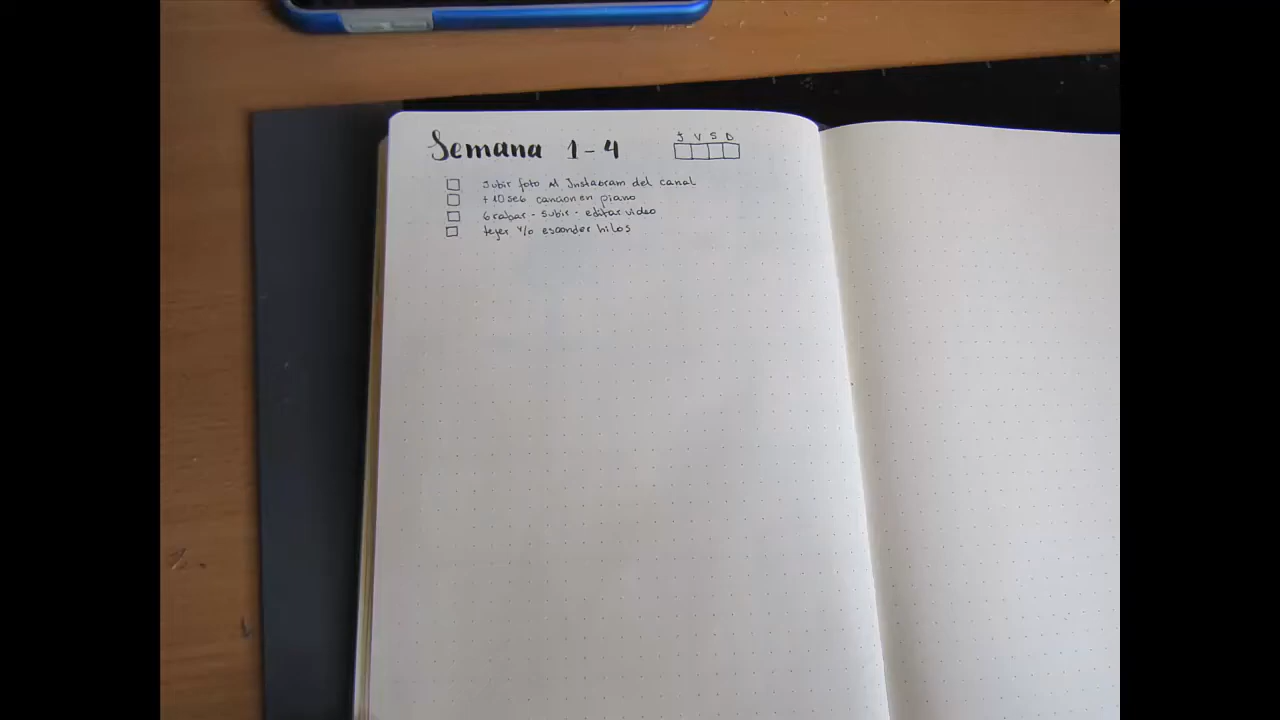 Semana 1-4
J V S D
Subir foto al Instagram del canal
+10 seg canción en piano
Grabar - subir - editar video
tejer y/o esconder hilos